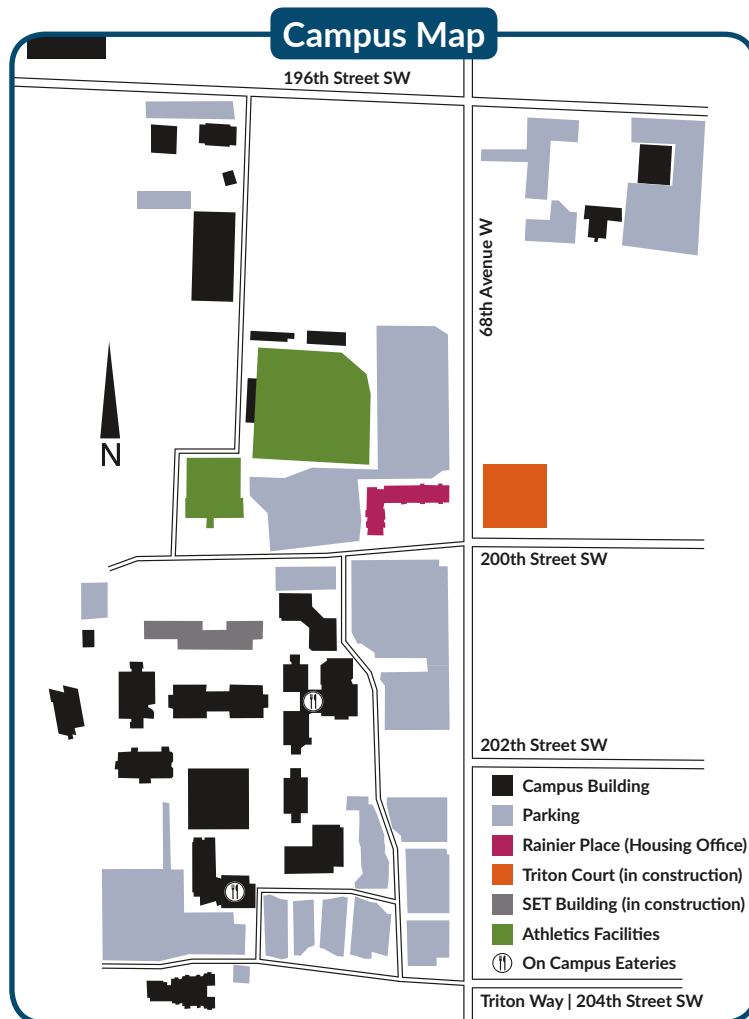 Campus Map
196th Street SW
68th Avenue W
N
200th Street SW
202th Street SW
Campus Building
Parking
Rainier Place (Housing Office)
Triton Court (in construction)
SET Building (in construction)
Athletics Facilities
On Campus Eateries
Triton Way | 204th Street SW